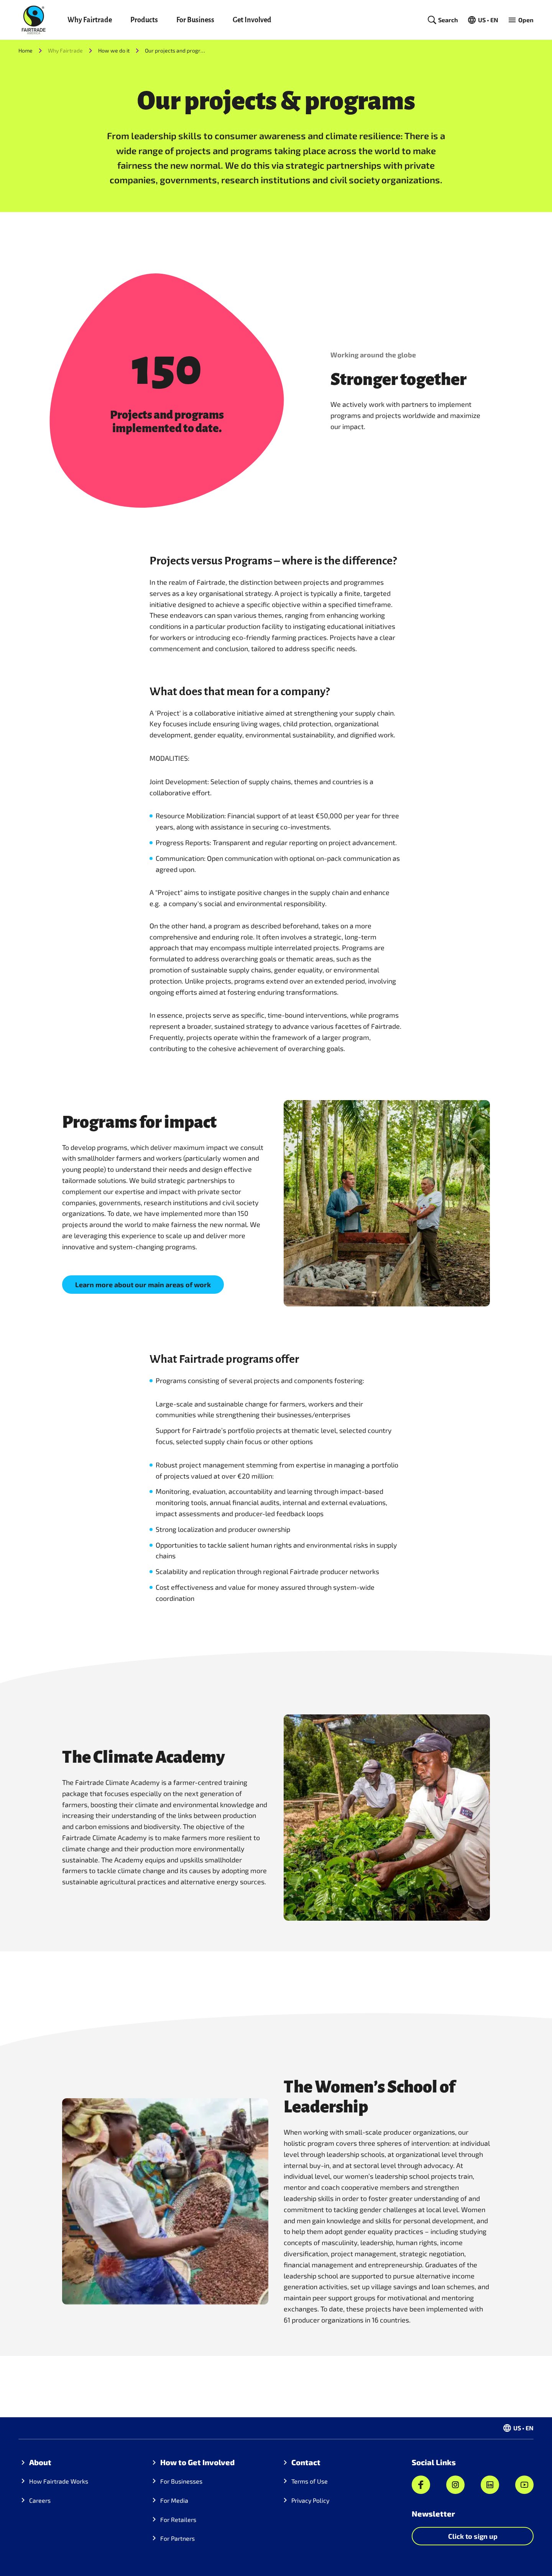 FAIRTRADE
Why Fairtrade
Products
For Business
Get Involved
Search
US • EN
Open
Home
Why Fairtrade
How we do it
Our projects and progr…
Our projects & programs
From leadership skills to consumer awareness and climate resilience: There is a
wide range of projects and programs taking place across the world to make
fairness the new normal. We do this via strategic partnerships with private
companies, governments, research institutions and civil society organizations.
150
Projects and programs
implemented to date.
Working around the globe
Stronger together
We actively work with partners to implement
programs and projects worldwide and maximize
our impact.
Projects versus Programs – where is the difference?
In the realm of Fairtrade, the distinction between projects and programmes
serves as a key organisational strategy. A project is typically a finite, targeted
initiative designed to achieve a specific objective within a specified timeframe.
These endeavors can span various themes, ranging from enhancing working
conditions in a particular production facility to instigating educational initiatives
for workers or introducing eco-friendly farming practices. Projects have a clear
commencement and conclusion, tailored to address specific needs.
What does that mean for a company?
A 'Project' is a collaborative initiative aimed at strengthening your supply chain.
Key focuses include ensuring living wages, child protection, organizational
development, gender equality, environmental sustainability, and dignified work.
MODALITIES:
Joint Development: Selection of supply chains, themes and countries is a
collaborative effort.
Resource Mobilization: Financial support of at least €50,000 per year for three
years, along with assistance in securing co-investments.
Progress Reports: Transparent and regular reporting on project advancement.
Communication: Open communication with optional on-pack communication as
agreed upon.
A "Project" aims to instigate positive changes in the supply chain and enhance
e.g. a company's social and environmental responsibility.
On the other hand, a program as described beforehand, takes on a more
comprehensive and enduring role. It often involves a strategic, long-term
approach that may encompass multiple interrelated projects. Programs are
formulated to address overarching goals or thematic areas, such as the
promotion of sustainable supply chains, gender equality, or environmental
protection. Unlike projects, programs extend over an extended period, involving
ongoing efforts aimed at fostering enduring transformations.
In essence, projects serve as specific, time-bound interventions, while programs
represent a broader, sustained strategy to advance various facettes of Fairtrade.
Frequently, projects operate within the framework of a larger program,
contributing to the cohesive achievement of overarching goals.
Programs for impact
To develop programs, which deliver maximum impact we consult
with smallholder farmers and workers (particularly women and
young people) to understand their needs and design effective
tailormade solutions. We build strategic partnerships to
complement our expertise and impact with private sector
companies, governments, research institutions and civil society
organizations. To date, we have implemented more than 150
projects around the world to make fairness the new normal. We
are leveraging this experience to scale up and deliver more
innovative and system-changing programs.
Learn more about our main areas of work
What Fairtrade programs offer
Programs consisting of several projects and components fostering:
Large-scale and sustainable change for farmers, workers and their
communities while strengthening their businesses/enterprises
Support for Fairtrade's portfolio projects at thematic level, selected country
focus, selected supply chain focus or other options
Robust project management stemming from expertise in managing a portfolio
of projects valued at over €20 million:
Monitoring, evaluation, accountability and learning through impact-based
monitoring tools, annual financial audits, internal and external evaluations,
impact assessments and producer-led feedback loops
Strong localization and producer ownership
Opportunities to tackle salient human rights and environmental risks in supply
chains
Scalability and replication through regional Fairtrade producer networks
Cost effectiveness and value for money assured through system-wide
coordination
The Climate Academy
The Fairtrade Climate Academy is a farmer-centred training
package that focuses especially on the next generation of
farmers, boosting their climate and environmental knowledge and
increasing their understanding of the links between production
and carbon emissions and biodiversity. The objective of the
Fairtrade Climate Academy is to make farmers more resilient to
climate change and their production more environmentally
sustainable. The Academy equips and upskills smallholder
farmers to tackle climate change and its causes by adopting more
sustainable agricultural practices and alternative energy sources.
The Women's School of
Leadership
When working with small-scale producer organizations, our
holistic program covers three spheres of intervention: individual
level through leadership schools, at organizational level through
internal buy-in, and at sectoral level through advocacy. At
individual level, our women's leadership school projects train,
mentor and coach cooperative members and strengthen
leadership skills in order to foster greater understanding of and
commitment to tackling gender challenges at local level. Women
and men gain knowledge and skills for personal development, and
to help them adopt gender equality practices – including studying
concepts of masculinity, leadership, human rights, income
diversification, project management, strategic negotiation,
financial management and entrepreneurship. Graduates of the
leadership school are supported to pursue alternative income
generation activities, set up village savings and loan schemes, and
maintain peer support groups for motivational and mentoring
exchanges. To date, these projects have been implemented with
61 producer organizations in 16 countries.
US • EN
About
How Fairtrade Works
Careers
How to Get Involved
For Businesses
For Media
For Retailers
For Partners
Contact
Terms of Use
Privacy Policy
Social Links
Newsletter
Click to sign up